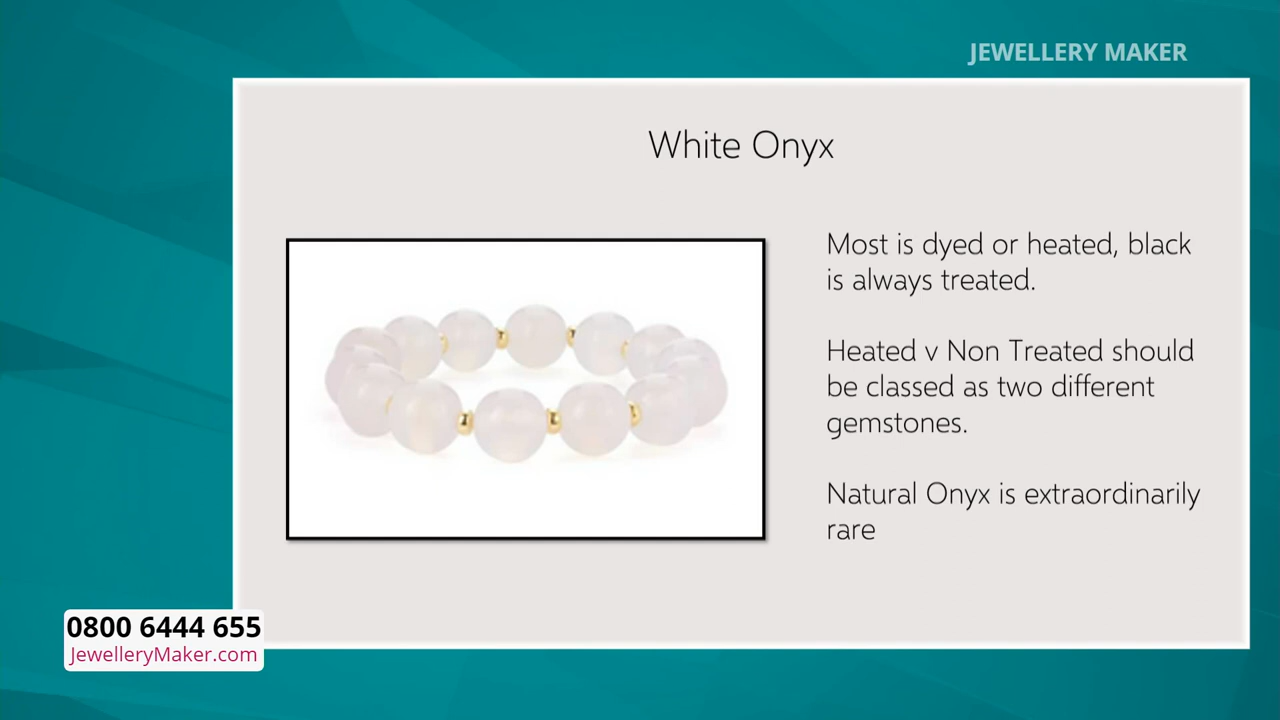 JEWELLERY MAKER
White Onyx
Most is dyed or heated, black
is always treated.
Heated v Non Treated should
be classed as two different
gemstones.
Natural Onyx is extraordinarily
rare
0800 6444 655
JewelleryMaker.com